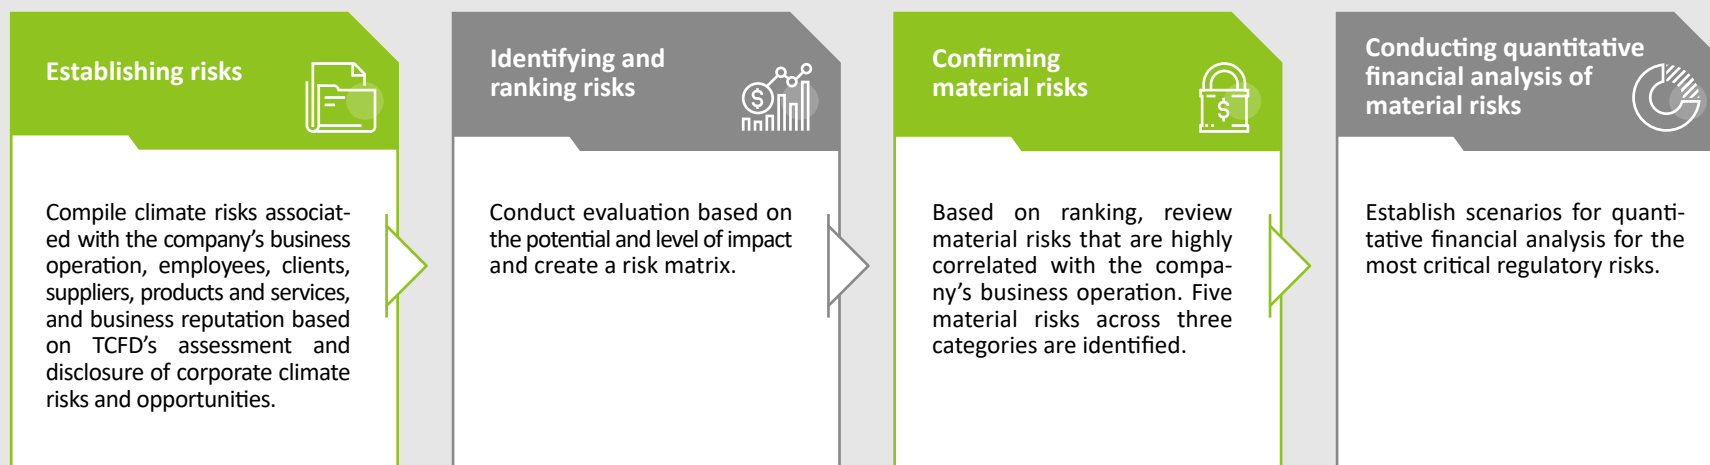 Establishing risks
Compile climate risks associat-
ed with the company’s business
operation, employees, clients,
suppliers, products and services,
and business reputation based
on TCFD’s assessment and
disclosure of corporate climate
risks and opportunities.
Identifying and
ranking risks
$
Conduct evaluation based on
the potential and level of impact
and create a risk matrix.
Confirming
material risks
$
Based on ranking, review
material risks that are highly
correlated with the compa-
ny’s business operation. Five
material risks across three
categories are identified.
Conducting quantitative
financial analysis of
material risks
Establish scenarios for quanti-
tative financial analysis for the
most critical regulatory risks.